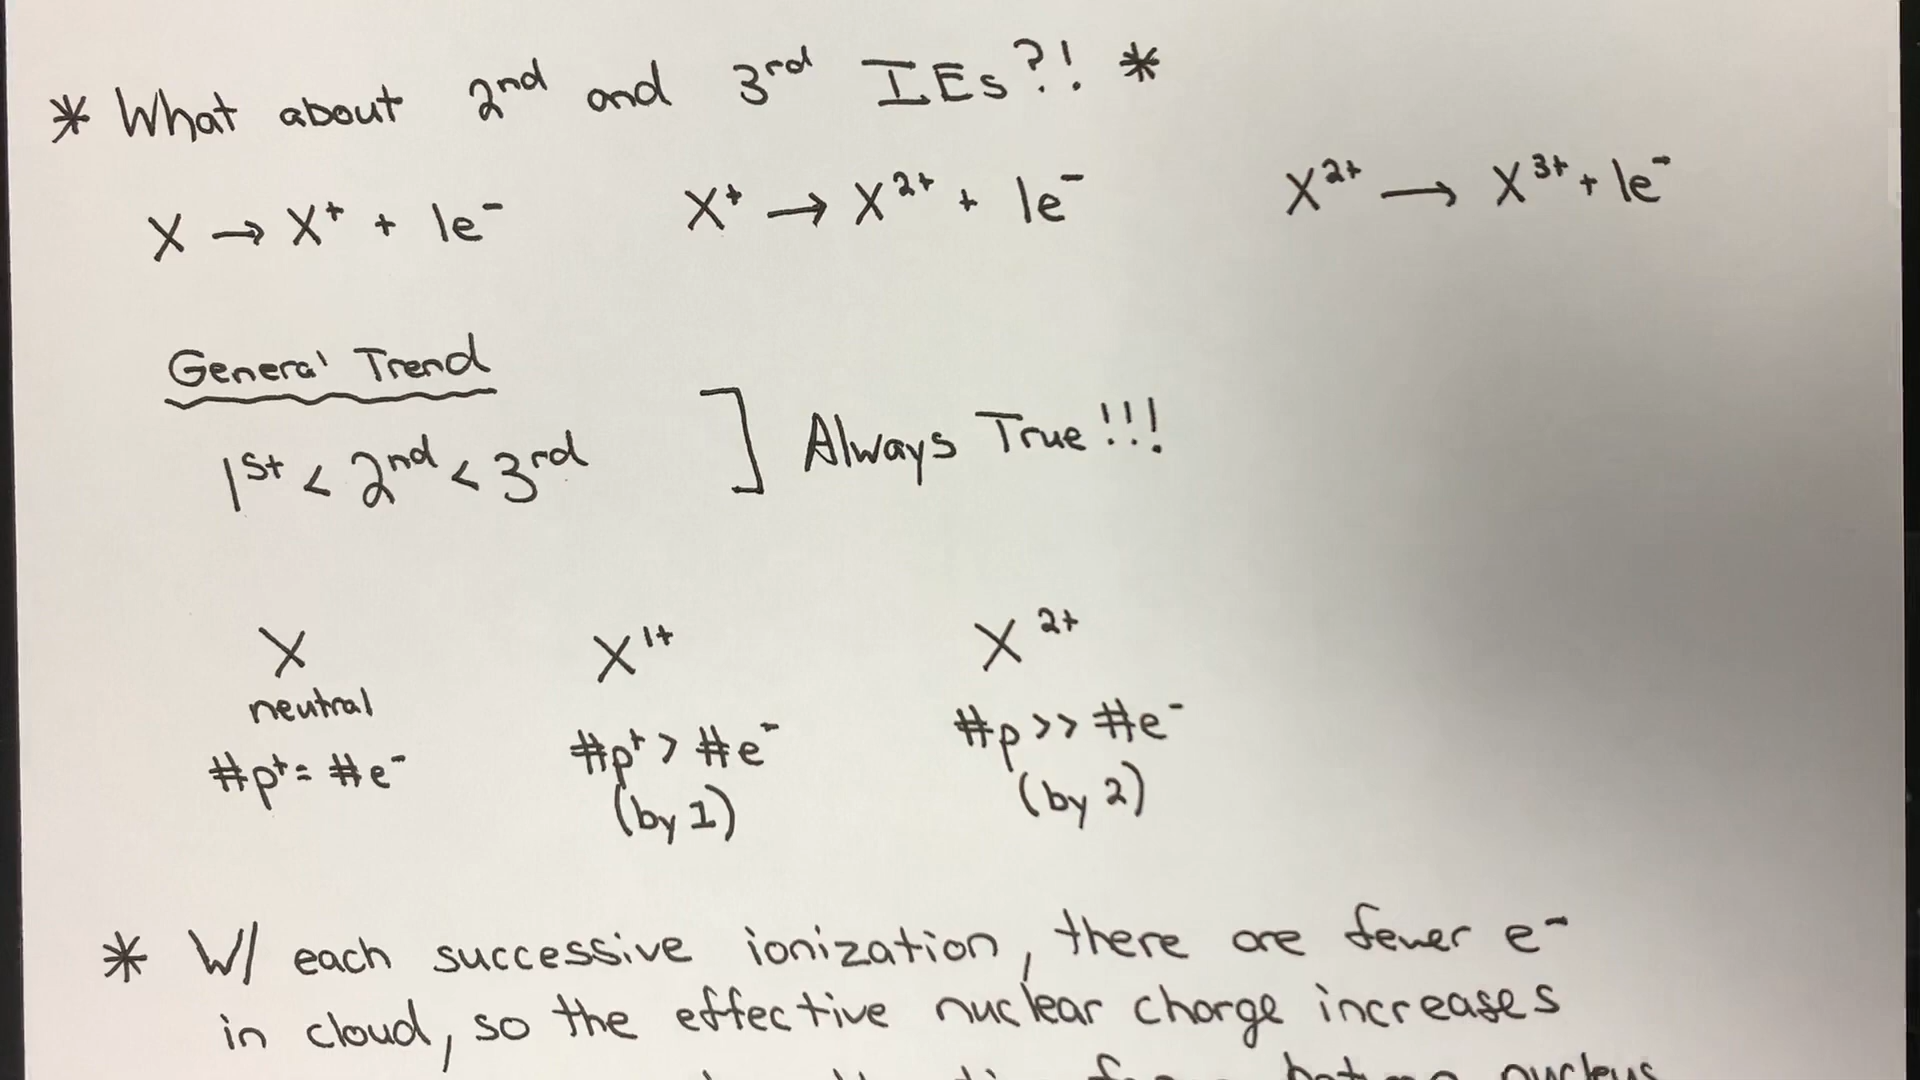 * What about 2nd and 3rd IEs?! *
X → X⁺ + 1e⁻ X⁺ → X²⁺ + 1e⁻ X²⁺ → X³⁺ + 1e⁻
General Trend
1st < 2nd < 3rd ] Always True!!!
X X¹⁺ X²⁺
neutral
#p⁺ = #e⁻ #p⁺ > #e⁻ #p >> #e⁻
(by 1) (by 2)
* W/ each successive ionization, there are fewer e⁻
in cloud, so the effective nuclear charge increases
nucleus